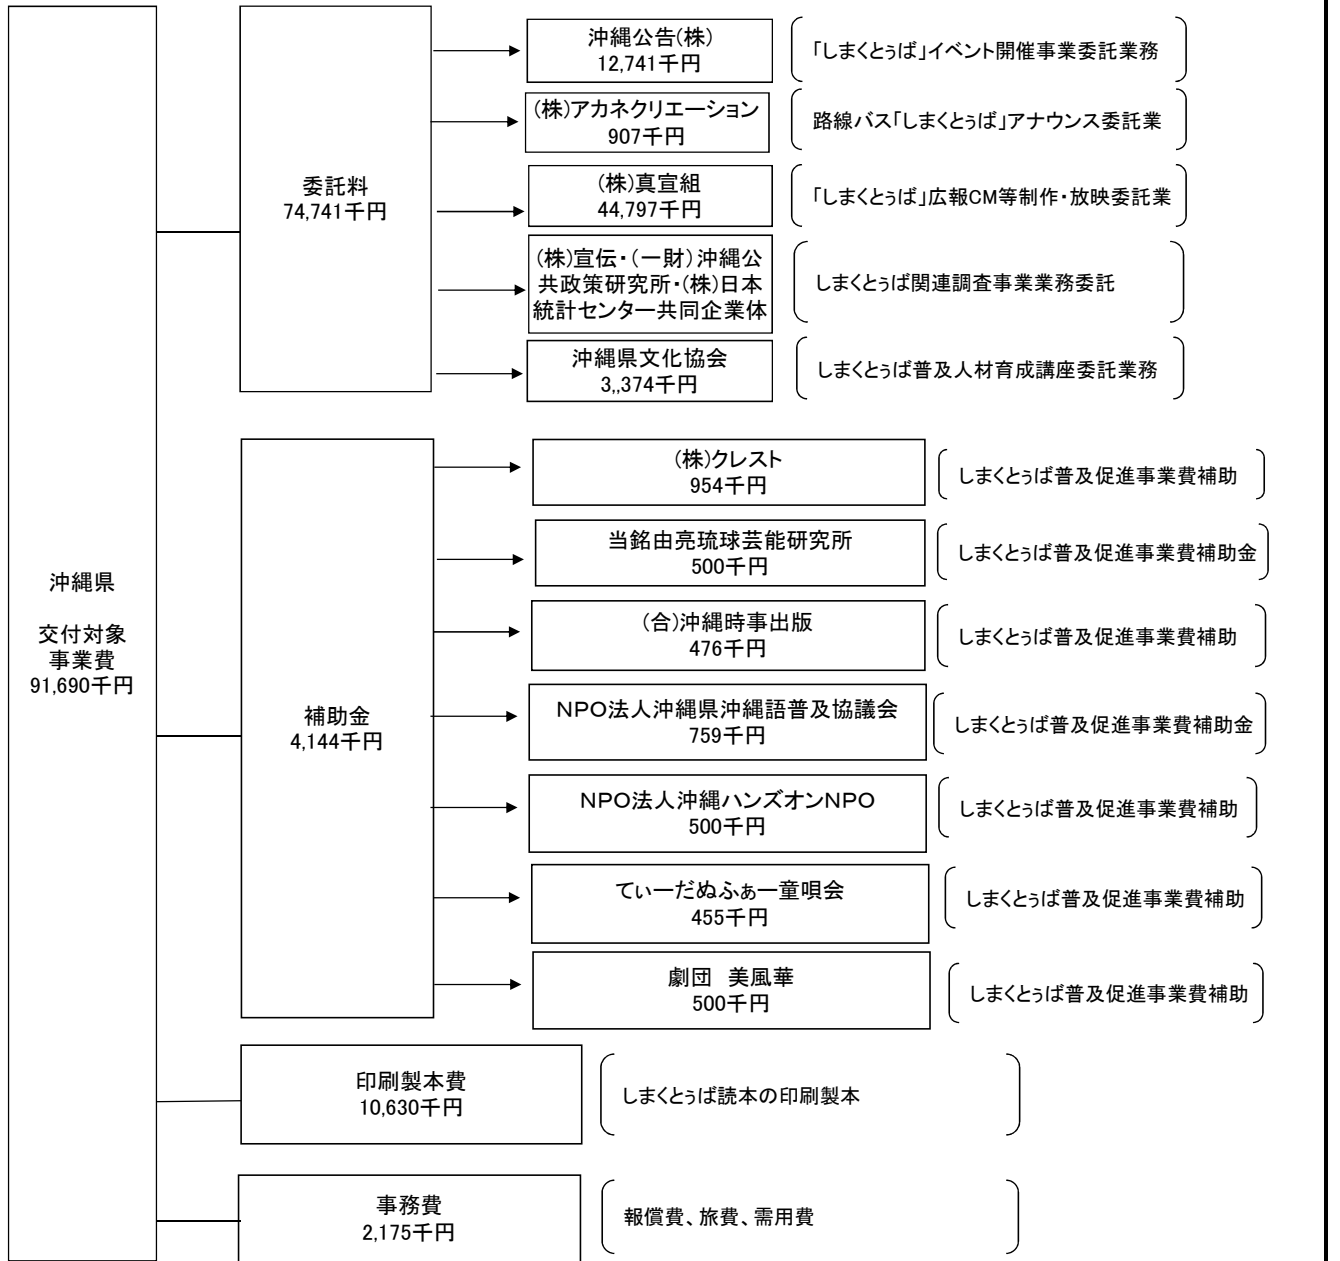 沖縄県
交付対象
事業費
91,690千円
委託料
74,741千円
沖縄公告(株)
12,741千円
「しまくとぅば」イベント開催事業委託業務
(株)アカネクリエーション
907千円
路線バス「しまくとぅば」アナウンス委託業
(株)真宣組
44,797千円
「しまくとぅば」広報CM等制作・放映委託業
(株)宣伝・(一財)沖縄公
共政策研究所・(株)日本
統計センター共同企業体
しまくとぅば関連調査事業業務委託
沖縄県文化協会
3,,374千円
しまくとぅば普及人材育成講座委託業務
補助金
4,144千円
(株)クレスト
954千円
しまくとぅば普及促進事業費補助
当銘由亮琉球芸能研究所
500千円
しまくとぅば普及促進事業費補助金
(合)沖縄時事出版
476千円
しまくとぅば普及促進事業費補助
NPO法人沖縄県沖縄語普及協議会
759千円
しまくとぅば普及促進事業費補助金
NPO法人沖縄ハンズオンNPO
500千円
しまくとぅば普及促進事業費補助
てぃーだぬふぁー童唄会
455千円
しまくとぅば普及促進事業費補助
劇団　美風華
500千円
しまくとぅば普及促進事業費補助
印刷製本費
10,630千円
しまくとぅば読本の印刷製本
事務費
2,175千円
報償費、旅費、需用費